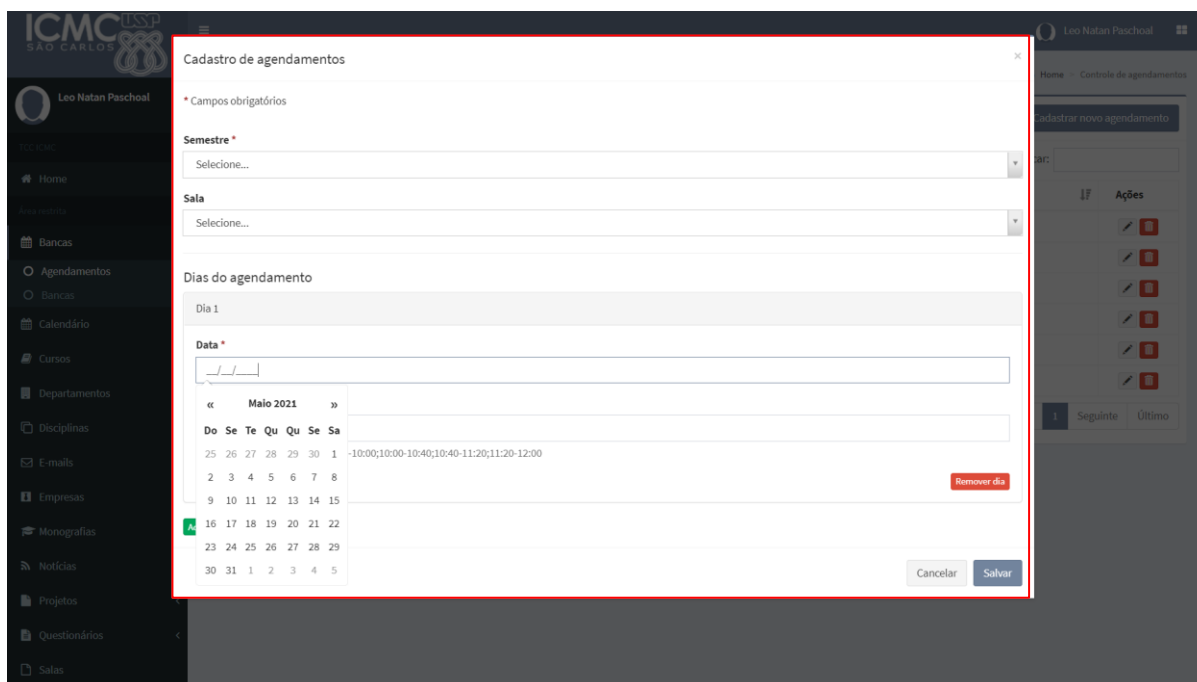 ICMC USP
SÃO CARLOS
Leo Natan Paschoal
Leo Natan Paschoal
TCC ICMC
Home
Área restrita
Bancas
Agendamentos
Bancas
Calendário
Cursos
Departamentos
Disciplinas
E-mails
Empresas
Monografias
Notícias
Projetos
Questionários
Salas
Home > Controle de agendamentos
Cadastrar novo agendamento
Ações
1 Seguinte Último
Cadastro de agendamentos ×
* Campos obrigatórios
Semestre *
Selecione...
Sala
Selecione...
Dias do agendamento
Dia 1
Data *
__/__/____
« Maio 2021 »
Do Se Te Qu Qu Se Sa
25 26 27 28 29 30 1
2 3 4 5 6 7 8
9 10 11 12 13 14 15
16 17 18 19 20 21 22
23 24 25 26 27 28 29
30 31 1 2 3 4 5
-10:00;10:00-10:40;10:40-11:20;11:20-12:00
Remover dia
Cancelar Salvar